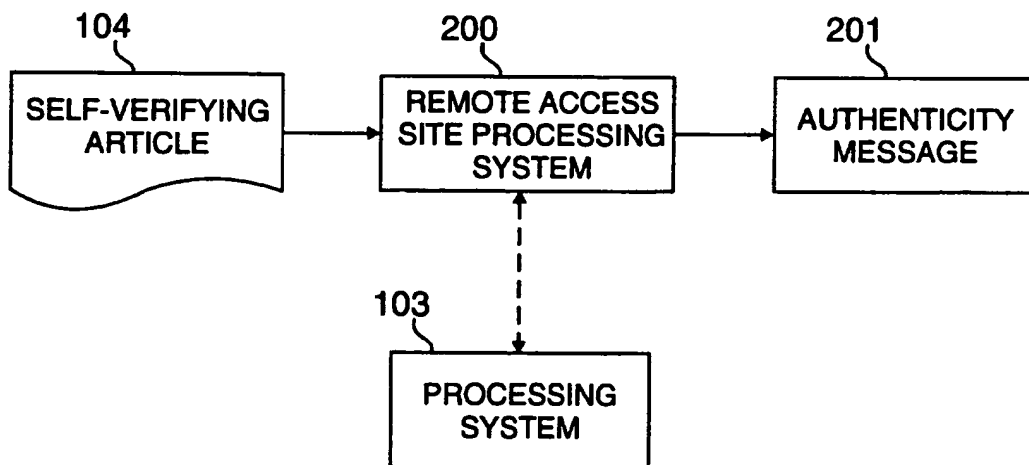 104
SELF-VERIFYING
ARTICLE
200
REMOTE ACCESS
SITE PROCESSING
SYSTEM
201
AUTHENTICITY
MESSAGE
103
PROCESSING
SYSTEM